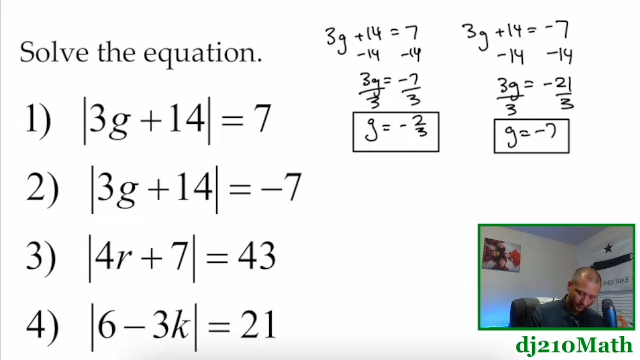 Solve the equation.
1) |3g + 14| = 7
2) |3g + 14| = −7
3) |4r + 7| = 43
4) |6 − 3k| = 21
3g + 14 = 7
-14 -14
3g = -7
3 3
g = -7/3
3g + 14 = -7
-14 -14
3g = -21
3 3
g = -7
AND TAKE
dj210Math